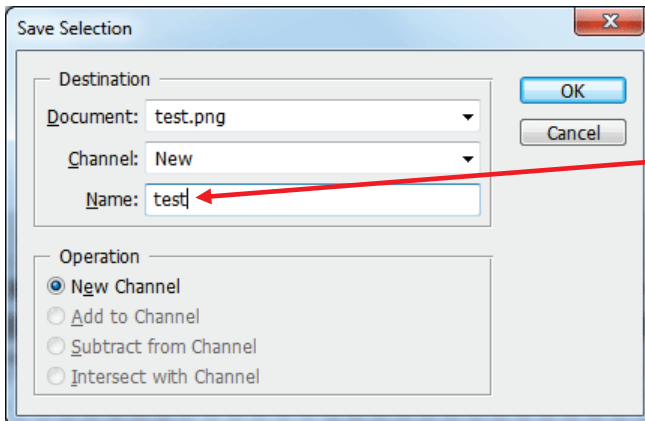 Save Selection
Destination
Document: test.png
Channel: New
Name: test
OK
Cancel
Operation
New Channel
Add to Channel
Subtract from Channel
Intersect with Channel